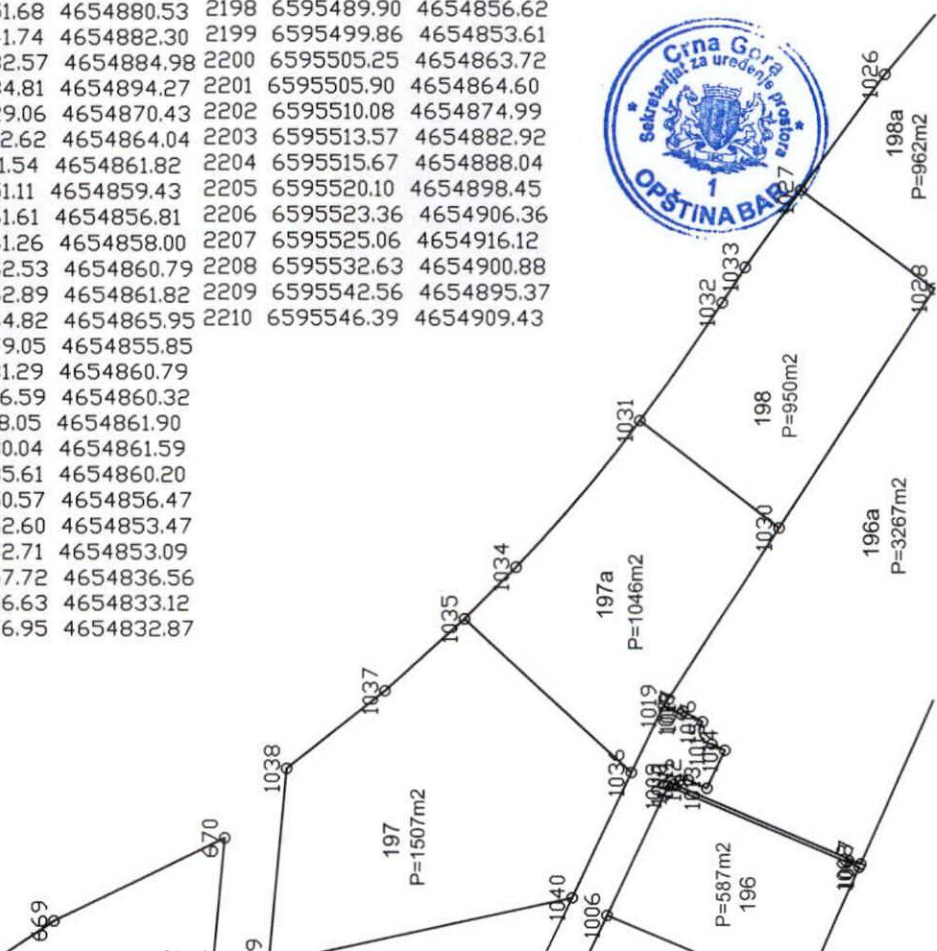 4654880.53
4654882.30
4654884.98
4654894.27
4654870.43
4654864.04
4654861.82
4654859.43
4654856.81
4654858.00
4654860.79
4654861.82
4654865.95
4654855.85
4654860.79
4654860.32
4654861.90
4654861.59
4654860.20
4654856.47
4654853.47
4654853.09
4654836.56
4654833.12
4654832.87
2198 6595489.90 4654856.62
2199 6595499.86 4654853.61
2200 6595505.25 4654863.72
2201 6595505.90 4654864.60
2202 6595510.08 4654874.99
2203 6595513.57 4654882.92
2204 6595515.67 4654888.04
2205 6595520.10 4654898.45
2206 6595523.36 4654906.36
2207 6595525.06 4654916.12
2208 6595532.63 4654900.88
2209 6595542.56 4654895.37
2210 6595546.39 4654909.43
Crna Gora
Sekretarijat za uređenje prostora
1
OPŠTINA BAR
1026
198a
P=962m2
1028
1033
1032
198
P=950m2
1031
1030
196a
P=3267m2
1034
1035
197a
P=1046m2
1037
1019
1038
1036
197
P=1507m2
670
669
1040
1006
P=587m2
196